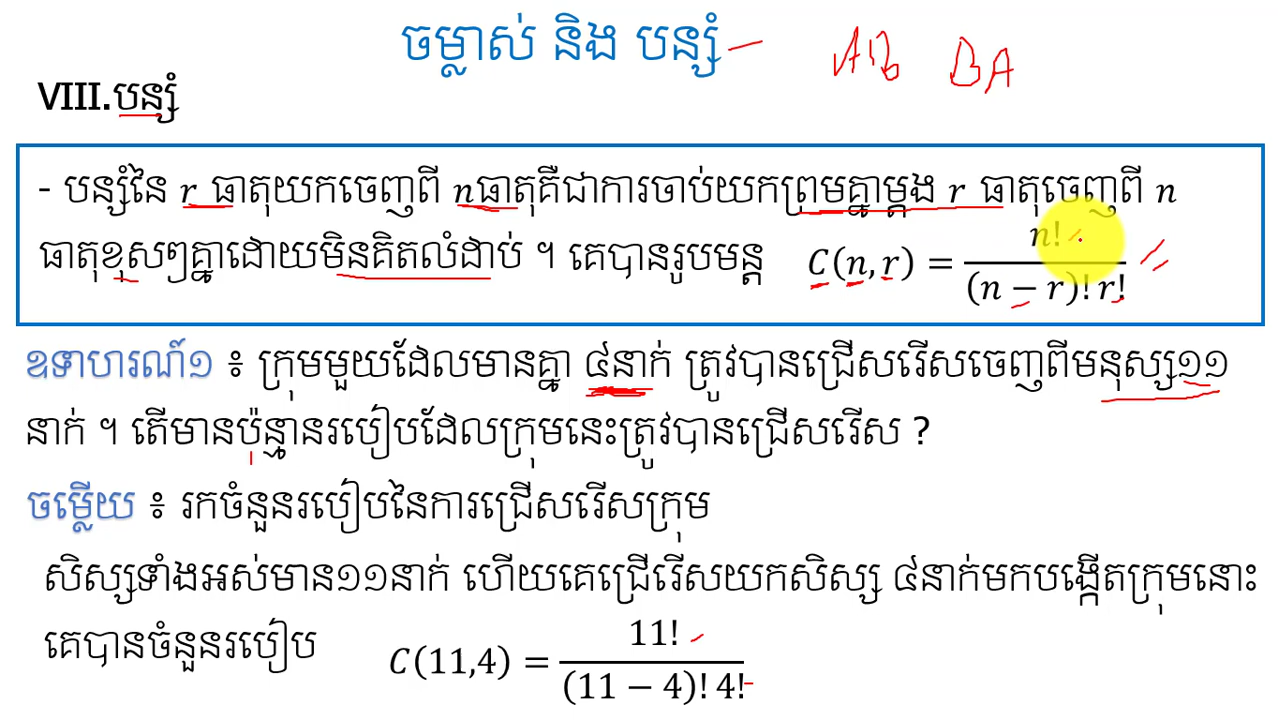 ចម្លាស់ និង បន្សំ
AB BA
VIII.បន្សំ
- បន្សំនៃ r ធាតុយកចេញពី nធាតុគឺជាការចាប់យកព្រមគ្នាម្ដង r ធាតុចេញពី n
ធាតុខុសៗគ្នាដោយមិនគិតលំដាប់ ។ គេបានរូបមន្ត C(n,r) = n! / (n − r)! r!
ឧទាហរណ៍១ ៖ ក្រុមមួយដែលមានគ្នា ៤នាក់ ត្រូវបានជ្រើសរើសចេញពីមនុស្ស១១
នាក់ ។ តើមានប៉ុន្មានរបៀបដែលក្រុមនេះត្រូវបានជ្រើសរើស ?
ចម្លើយ ៖ រកចំនួនរបៀបនៃការជ្រើសរើសក្រុម
សិស្សទាំងអស់មាន១១នាក់ ហើយគេជ្រើរើសយកសិស្ស ៤នាក់មកបង្កើតក្រុមនោះ
គេបានចំនួនរបៀប C(11,4) = 11! / (11 − 4)! 4!